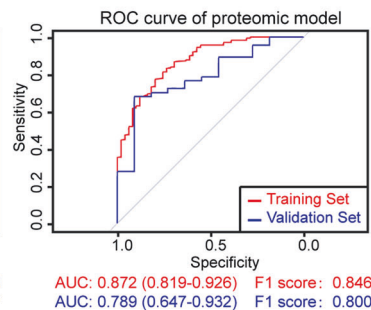 ROC curve of proteomic model
Sensitivity
1.0
0.8
0.6
0.4
0.2
0.0
Training Set
Validation Set
1.0 0.5 0.0
Specificity
AUC: 0.872 (0.819-0.926) F1 score: 0.846
AUC: 0.789 (0.647-0.932) F1 score: 0.800